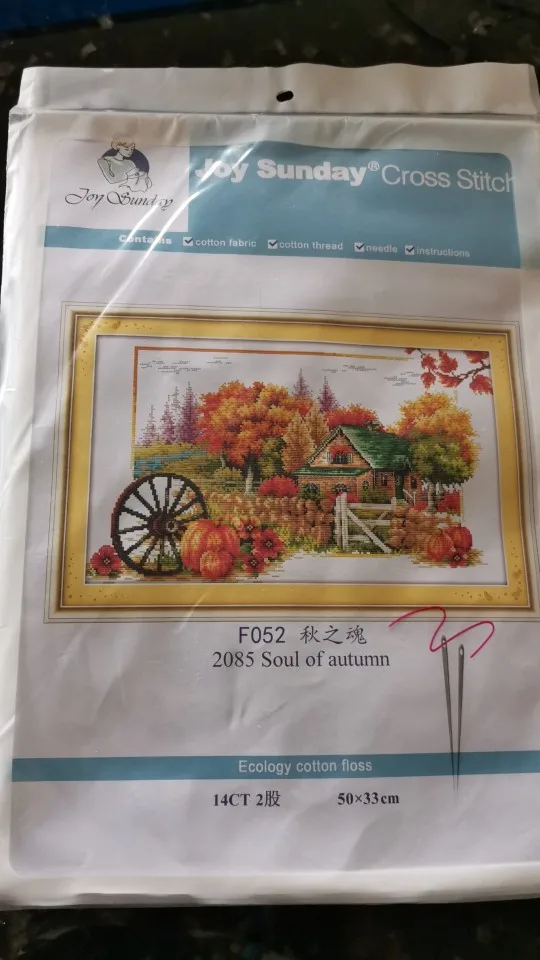 Joy Sunday® Cross Stitch
Joy Sunday
Contains cotton fabric cotton thread needle instructions
F052 秋之魂
2085 Soul of autumn
Ecology cotton floss
14CT 2股 50×33cm